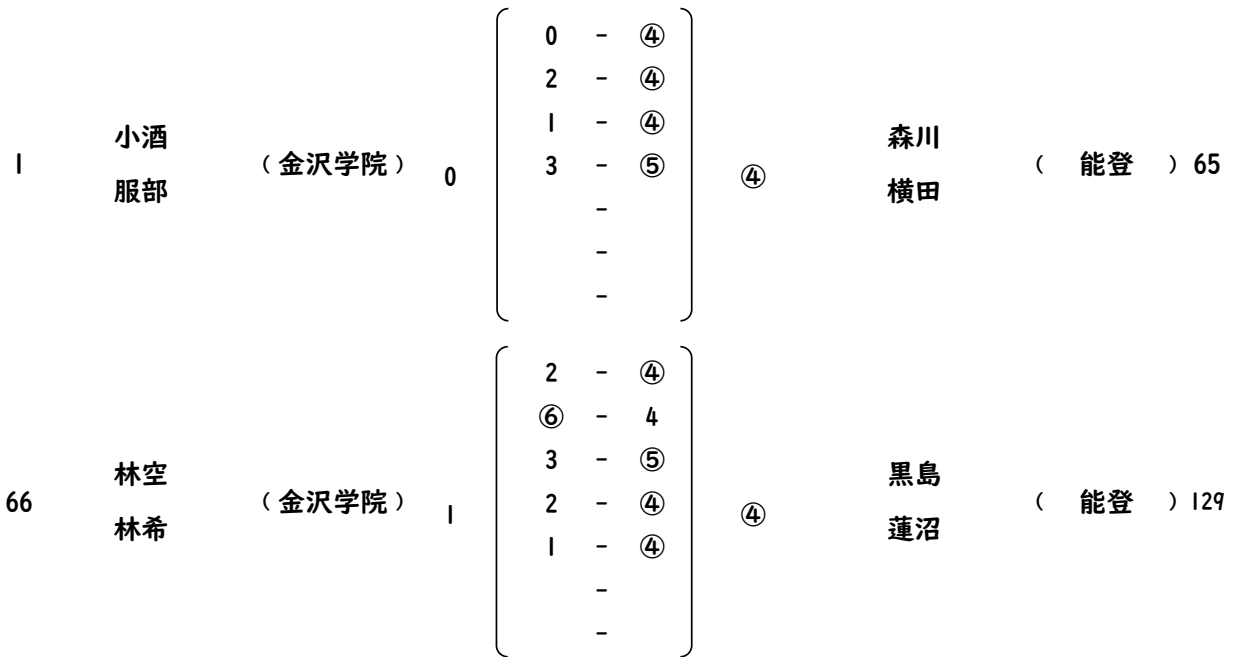 0 - ④
2 - ④
1 - ④
3 - ⑤
-
-
-
1 小酒 服部 (金沢学院) 0 ④ 森川 横田 ( 能登 ) 65
2 - ④
⑥ - 4
3 - ⑤
2 - ④
1 - ④
-
-
66 林空 林希 (金沢学院) 1 ④ 黒島 蓮沼 ( 能登 ) 129